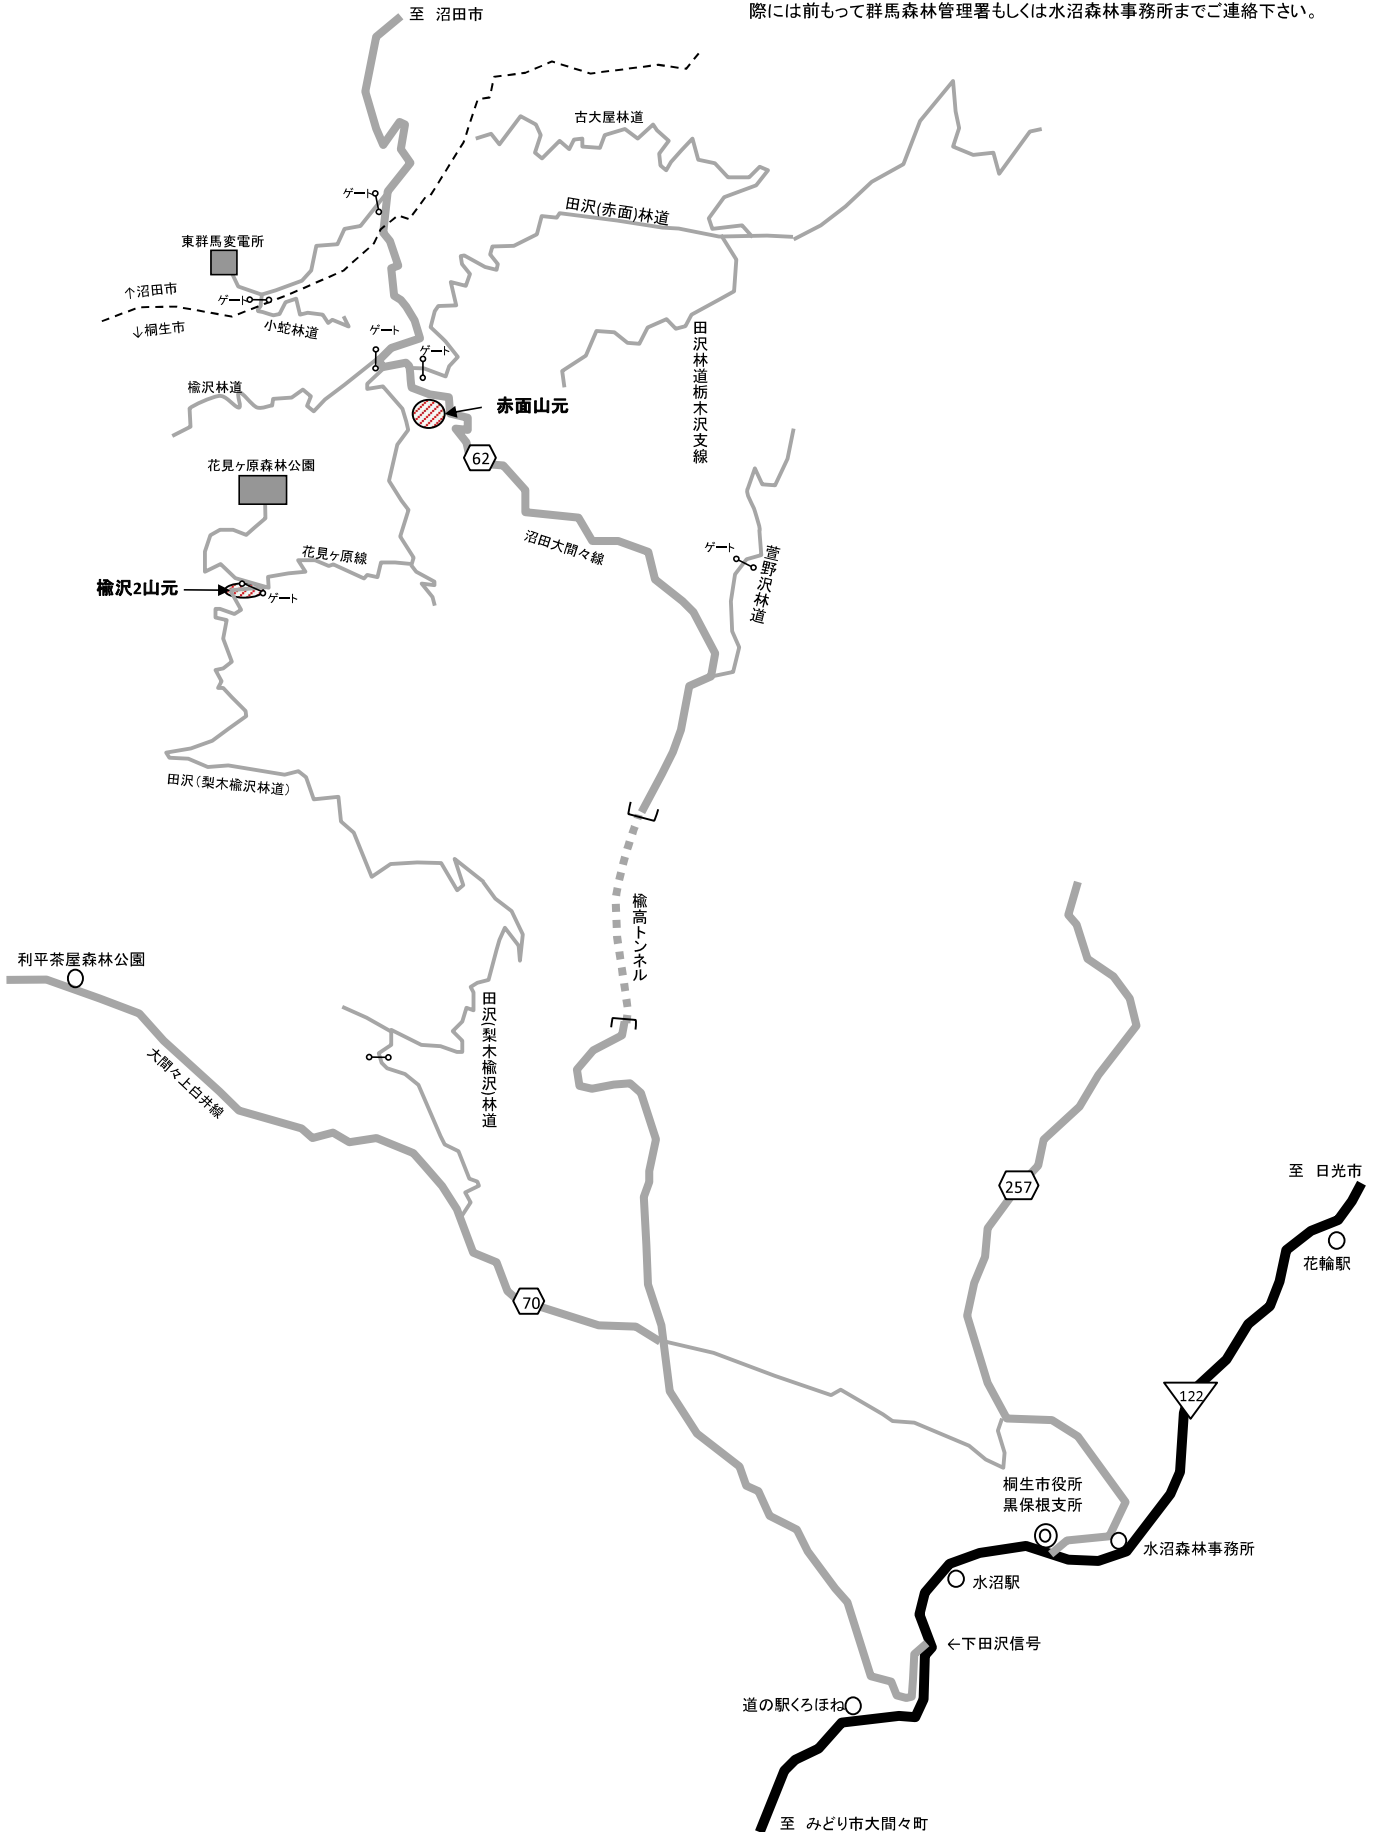 際には前もって群馬森林管理署もしくは水沼森林事務所までご連絡下さい。
至　沼田市
古大屋林道
ゲート
田沢(赤面)林道
東群馬変電所
↑沼田市
ゲート
↓桐生市
小蛇林道
ゲート
ゲート
田沢林道栃木沢支線
楡沢林道
赤面山元
62
花見ヶ原森林公園
沼田大間々線
花見ヶ原線
ゲート
萱野沢林道
楡沢2山元
ゲート
田沢(梨木楡沢林道)
楡高トンネル
利平茶屋森林公園
田沢(梨木楡沢)林道
大間々上白井線
至　日光市
257
花輪駅
70
122
桐生市役所
黒保根支所
水沼森林事務所
水沼駅
←下田沢信号
道の駅くろほね
至　みどり市大間々町